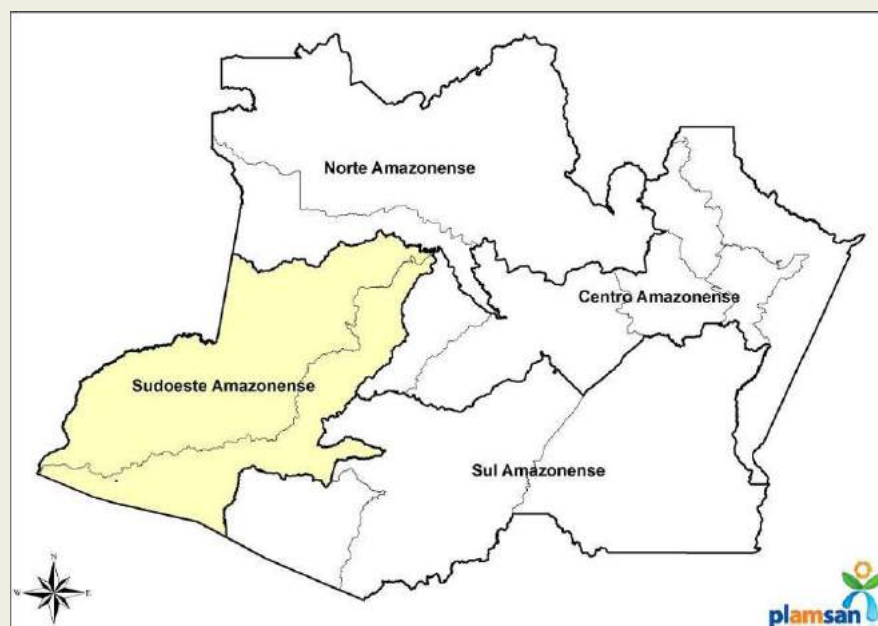 Norte Amazonense
Centro Amazonense
Sudoeste Amazonense
Sul Amazonense
N
W
E
S
plamsan